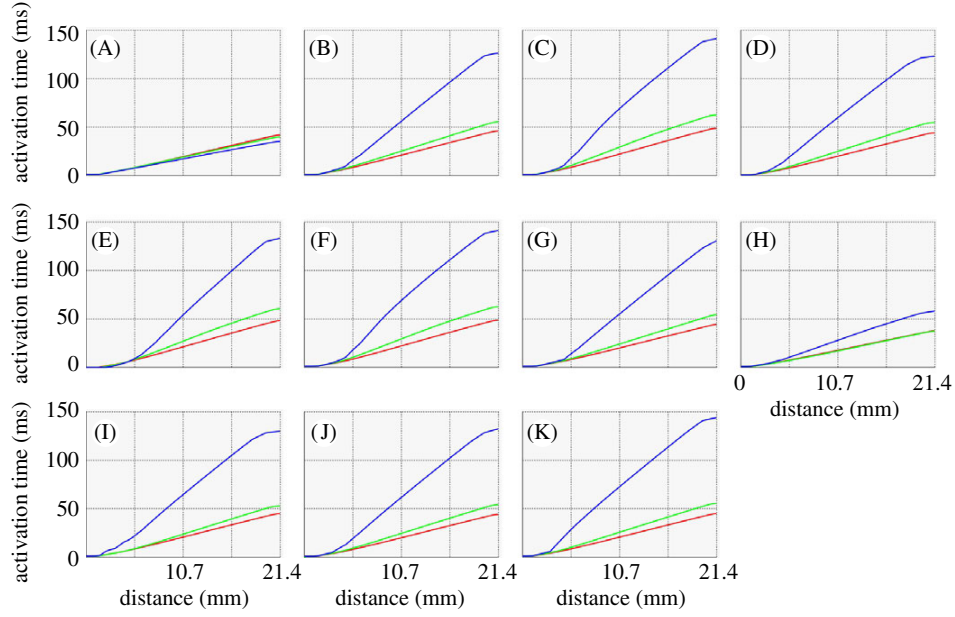 activation time (ms)
150
100
50
0
(A)
(B)
(C)
(D)
activation time (ms)
150
100
50
0
(E)
(F)
(G)
(H)
0
10.7
21.4
distance (mm)
activation time (ms)
150
100
50
0
(I)
(J)
(K)
10.7
21.4
10.7
21.4
10.7
21.4
distance (mm)
distance (mm)
distance (mm)